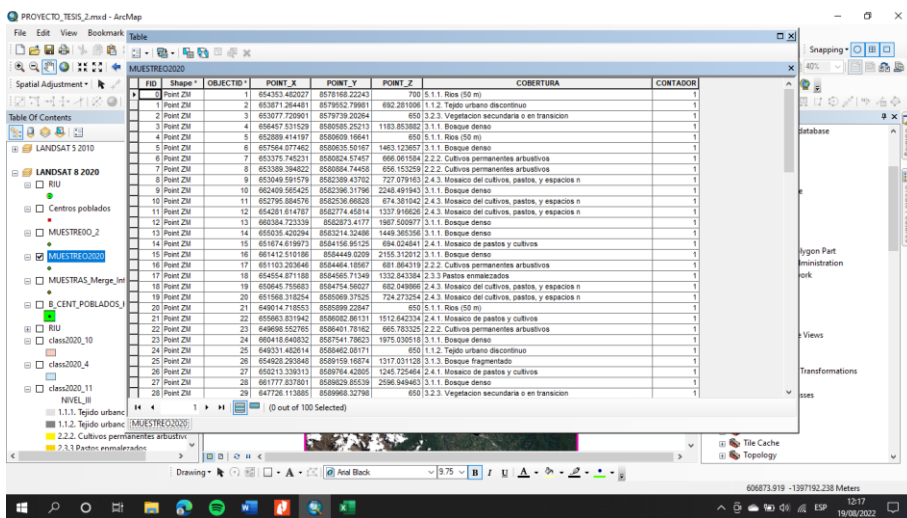 PROYECTO_TESIS_2.mxd - ArcMap
File Edit View Bookmark
Table
Snapping
40%
MUESTREO2020
Spatial Adjustment
Table Of Contents
LANDSAT 5 2010
LANDSAT 8 2020
RIU
Centros poblados
MUESTRE0O_2
MUESTREO2020
MUESTRAS_Merge_Int
B_CENT_POBLADOS_H
RIU
class2020_10
class2020_4
class2020_11
NIVEL_III
1.1.1. Tejido urbanc
1.1.2. Tejido urbanc
2.2.2. Cultivos permanentes arbustivo
2.3.3 Pastos enmalezados
FID Shape * OBJECTID * POINT_X POINT_Y POINT_Z COBERTURA CONTADOR
0 Point ZM 1 654353.482027 8578168.22243 700 5.1.1. Rios (50 m) 1
1 Point ZM 2 653871.264481 8579552.79981 692.281006 1.1.2. Tejido urbano discontinuo 1
2 Point ZM 3 653077.720901 8579739.20264 650 3.2.3. Vegetacion secundaria o en transicion 1
3 Point ZM 4 656457.531529 8580585.25213 1183.853882 3.1.1. Bosque denso 1
4 Point ZM 5 652889.414197 8580609.16641 650 5.1.1. Rios (50 m) 1
5 Point ZM 6 657564.077462 8580635.50167 1463.123657 3.1.1. Bosque denso 1
6 Point ZM 7 653375.745231 8580824.57457 666.061584 2.2.2. Cultivos permanentes arbustivos 1
7 Point ZM 8 653389.394822 8580884.74458 656.153259 2.2.2. Cultivos permanentes arbustivos 1
8 Point ZM 9 653049.591579 8582389.43702 727.079163 2.4.3. Mosaico del cultivos, pastos, y espacios n 1
9 Point ZM 10 662409.565425 8582396.31796 2248.491943 3.1.1. Bosque denso 1
10 Point ZM 11 652795.884576 8582536.66828 674.381042 2.4.3. Mosaico del cultivos, pastos, y espacios n 1
11 Point ZM 12 654281.614787 8582774.45814 1337.916626 2.4.3. Mosaico del cultivos, pastos, y espacios n 1
12 Point ZM 13 660384.723339 8582873.4177 1987.500977 3.1.1. Bosque denso 1
13 Point ZM 14 655035.420294 8583214.32486 1449.365356 3.1.1. Bosque denso 1
14 Point ZM 15 651674.619973 8584156.95125 694.024841 2.4.1. Mosaico de pastos y cultivos 1
15 Point ZM 16 661412.510186 8584449.0209 2155.312012 3.1.1. Bosque denso 1
16 Point ZM 17 651103.203646 8584464.18567 681.864319 2.2.2. Cultivos permanentes arbustivos 1
17 Point ZM 18 654554.871188 8584565.71349 1332.843384 2.3.3 Pastos enmalezados 1
18 Point ZM 19 650645.755683 8584754.56027 682.049866 2.4.3. Mosaico del cultivos, pastos, y espacios n 1
19 Point ZM 20 651568.318254 8585069.37525 724.273254 2.4.3. Mosaico del cultivos, pastos, y espacios n 1
20 Point ZM 21 649014.718553 8585899.22847 650 5.1.1. Rios (50 m) 1
21 Point ZM 22 655663.831942 8586082.86131 1512.642334 2.4.1. Mosaico de pastos y cultivos 1
22 Point ZM 23 649698.552765 8586401.78162 665.783325 2.2.2. Cultivos permanentes arbustivos 1
23 Point ZM 24 660418.640832 8587541.78623 1975.030518 3.1.1. Bosque denso 1
24 Point ZM 25 649331.482614 8588462.08171 650 1.1.2. Tejido urbano discontinuo 1
25 Point ZM 26 654928.293848 8589159.16874 1317.031128 3.1.3. Bosque fragmentado 1
26 Point ZM 27 650213.339313 8589764.42805 1245.725464 2.4.1. Mosaico de pastos y cultivos 1
27 Point ZM 28 661777.837801 8589829.85539 2596.949463 3.1.1. Bosque denso 1
28 Point ZM 29 647726.113885 8589968.32798 650 3.2.3. Vegetacion secundaria o en transicion 1
1 (0 out of 100 Selected)
MUESTREO2020
database
olygon Part
lministration
vork
e Views
Transformations
sses
Tile Cache
Topology
Drawing A Arial Black 9.75 B I U A
606873.919 -1397192.238 Meters
ESP 12:17
19/08/2022